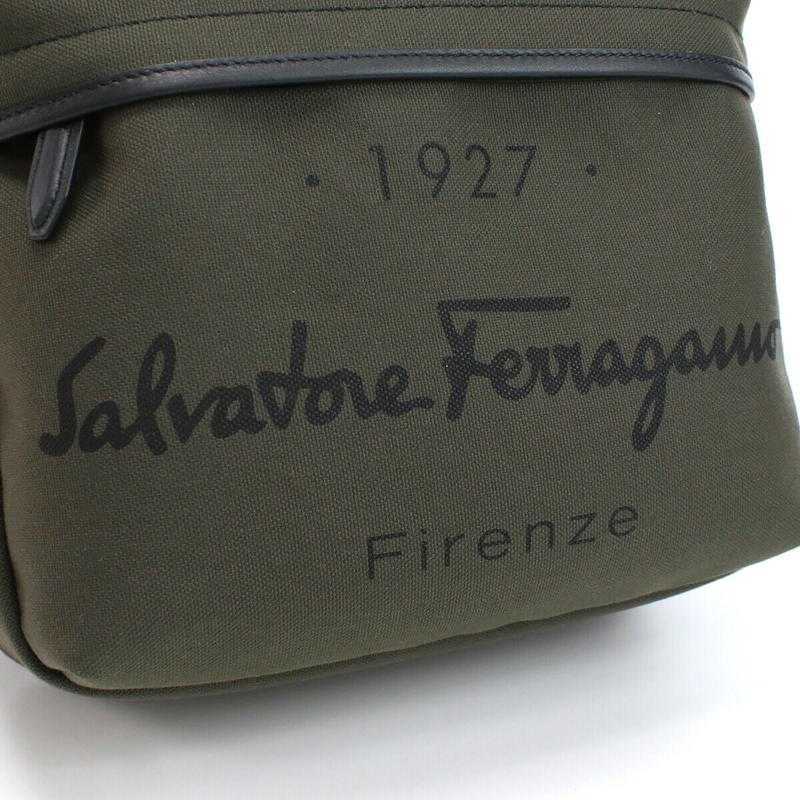 · 1927 ·
Salvatore Ferragamo
Firenze